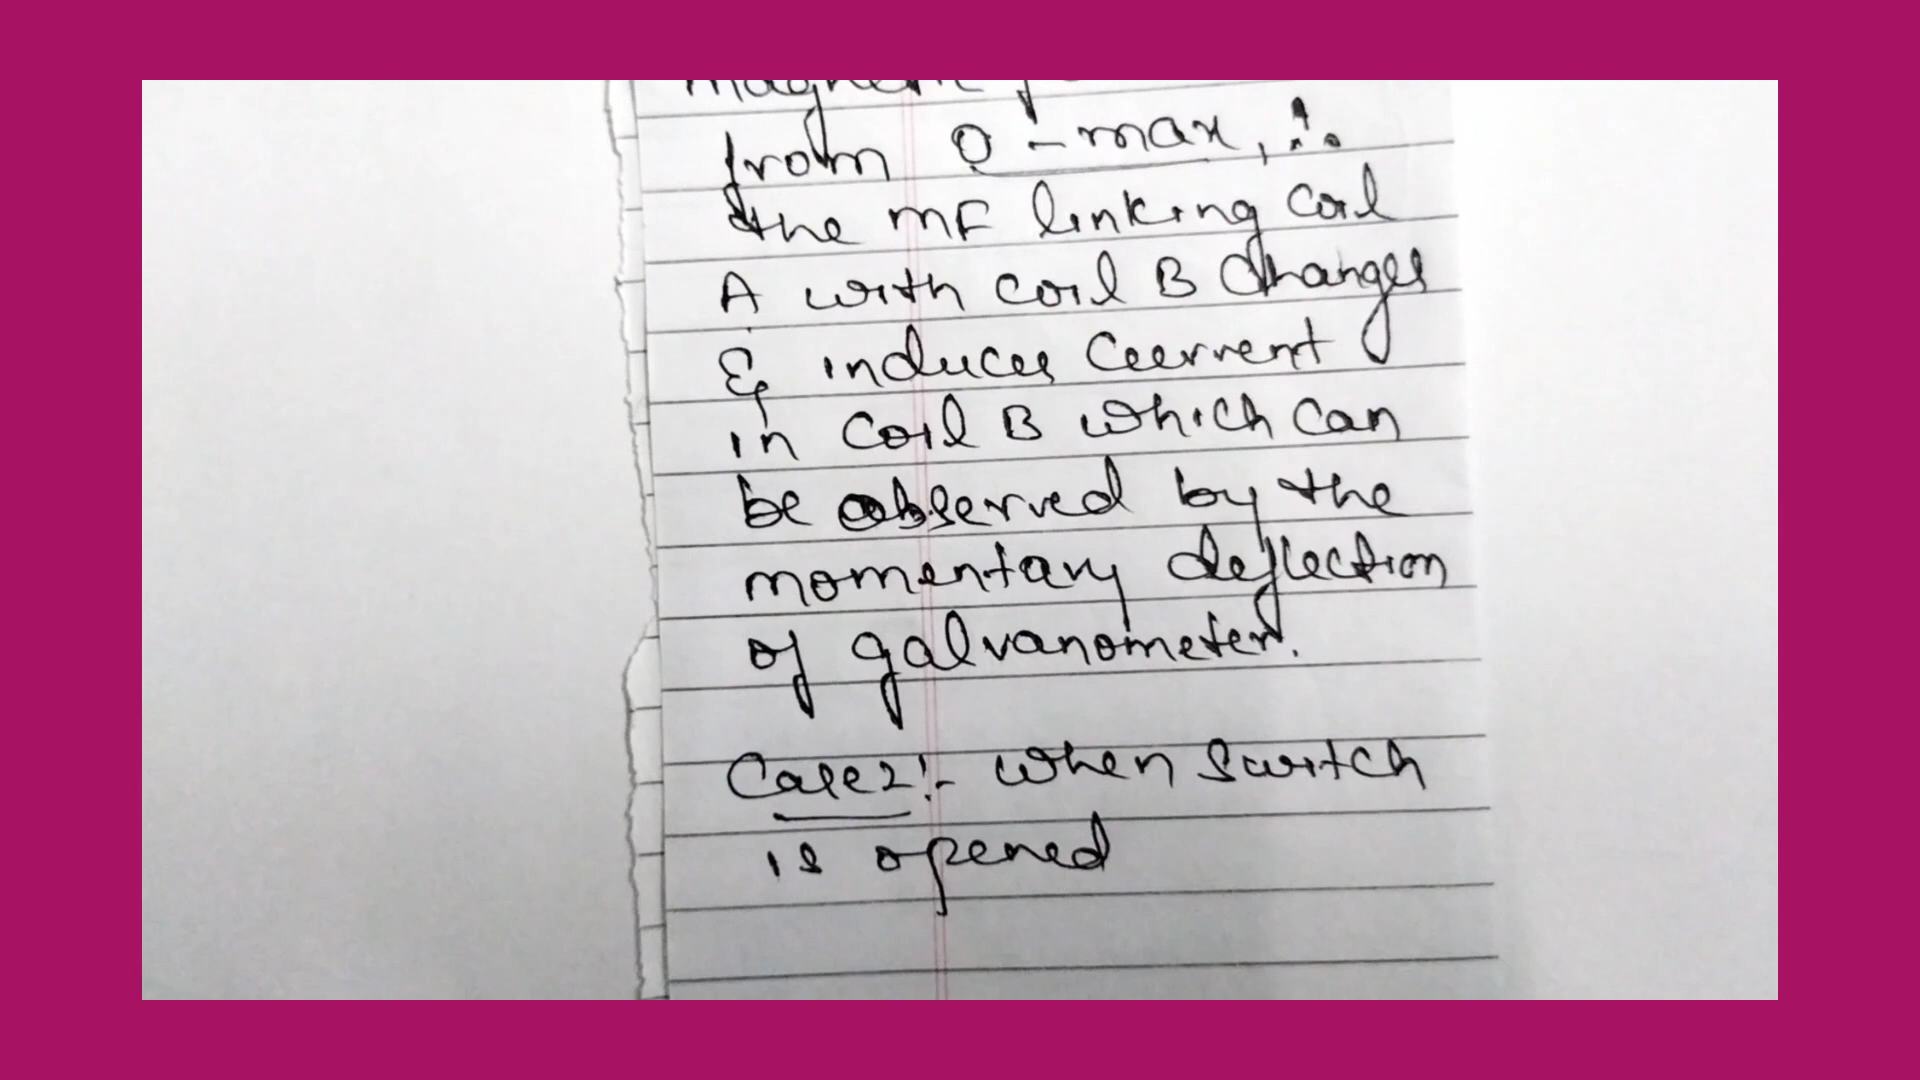 from 0 - max, ∴
the MF linking coil
A with coil B changes
& induces current
in coil B which can
be observed by the
momentary deflection
of galvanometer.
Case 2:- when switch
is opened